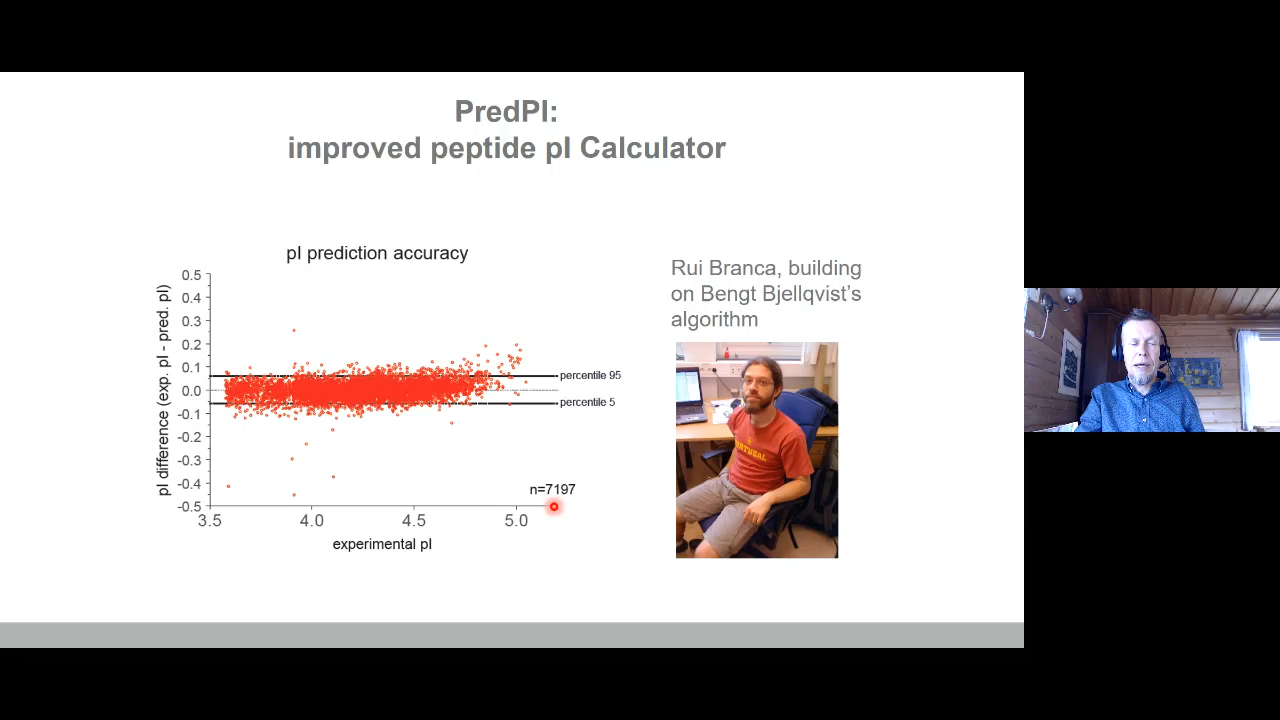 PredPI:
improved peptide pI Calculator
pI prediction accuracy
pI difference (exp. pI - pred. pI)
0.5
0.4
0.3
0.2
0.1
0.0
-0.1
-0.2
-0.3
-0.4
-0.5
percentile 95
percentile 5
n=7197
3.5
4.0
4.5
5.0
experimental pI
Rui Branca, building
on Bengt Bjellqvist's
algorithm
PORTUGAL